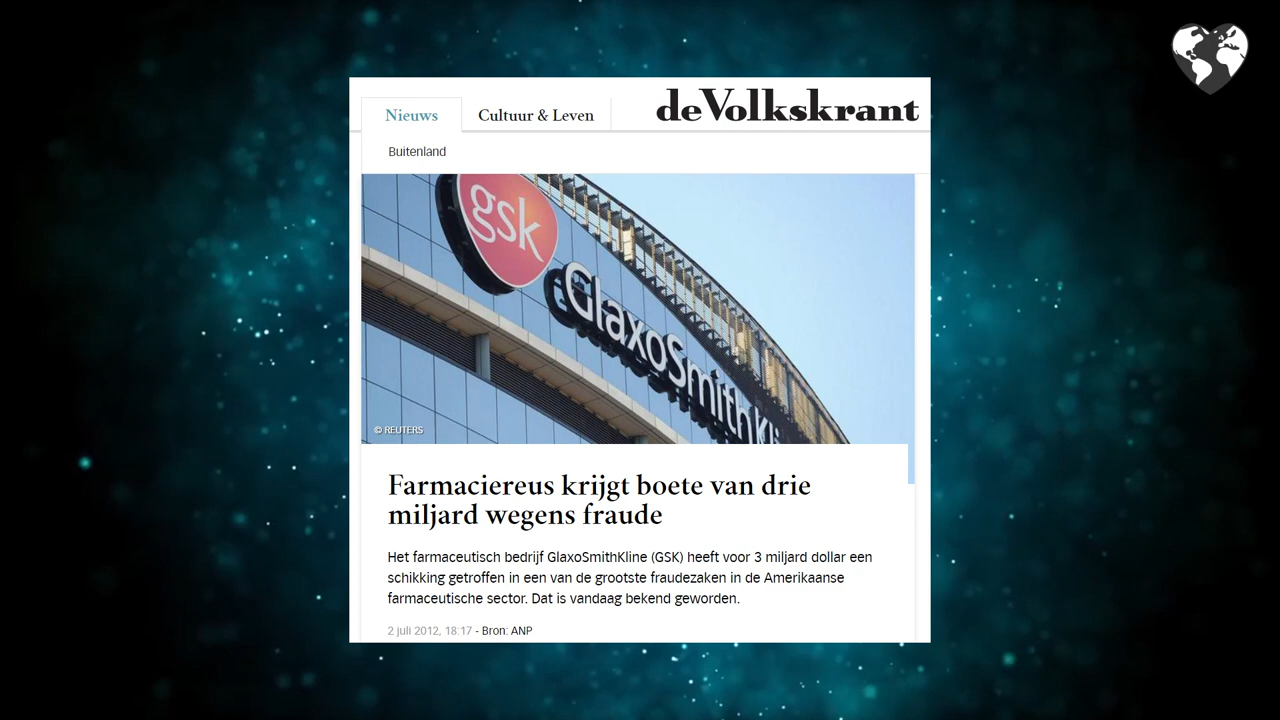 Nieuws
Cultuur & Leven
deVolkskrant
Buitenland
gsk
GlaxoSmithKli
© REUTERS
Farmaciereus krijgt boete van drie
miljard wegens fraude
Het farmaceutisch bedrijf GlaxoSmithKline (GSK) heeft voor 3 miljard dollar een
schikking getroffen in een van de grootste fraudezaken in de Amerikaanse
farmaceutische sector. Dat is vandaag bekend geworden.
2 juli 2012, 18:17 - Bron: ANP